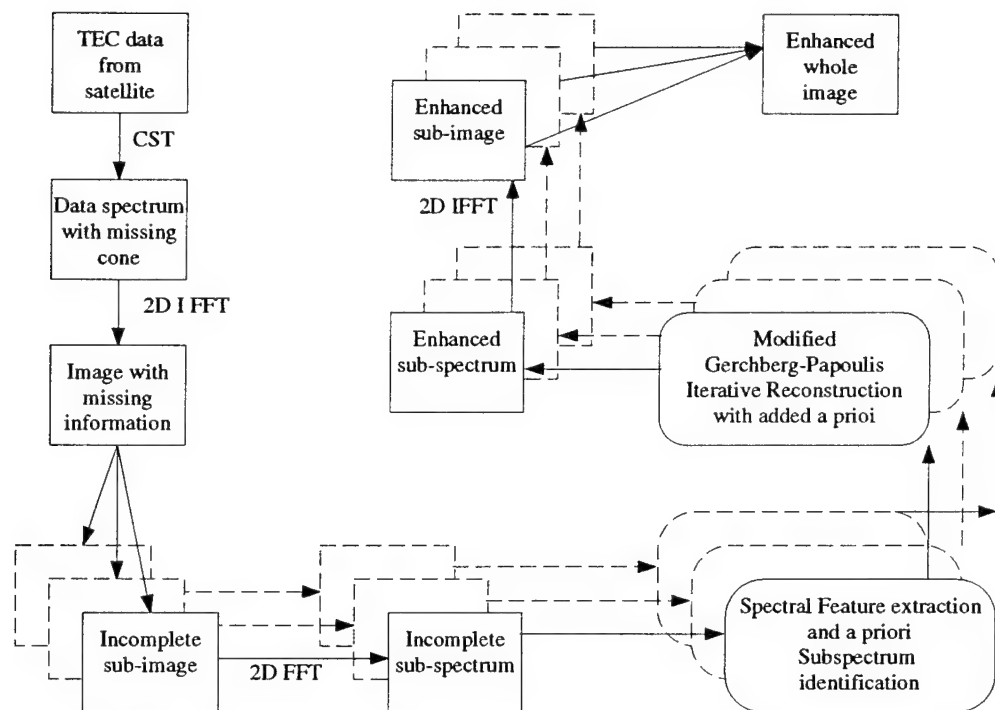 TEC data
from
satellite
CST
Data spectrum
with missing
cone
2D I FFT
Image with
missing
information
Incomplete
sub-image
2D FFT
Incomplete
sub-spectrum
Spectral Feature extraction
and a priori
Subspectrum
identification
Modified
Gerchberg-Papoulis
Iterative Reconstruction
with added a prioi
Enhanced
sub-spectrum
2D IFFT
Enhanced
sub-image
Enhanced
whole
image